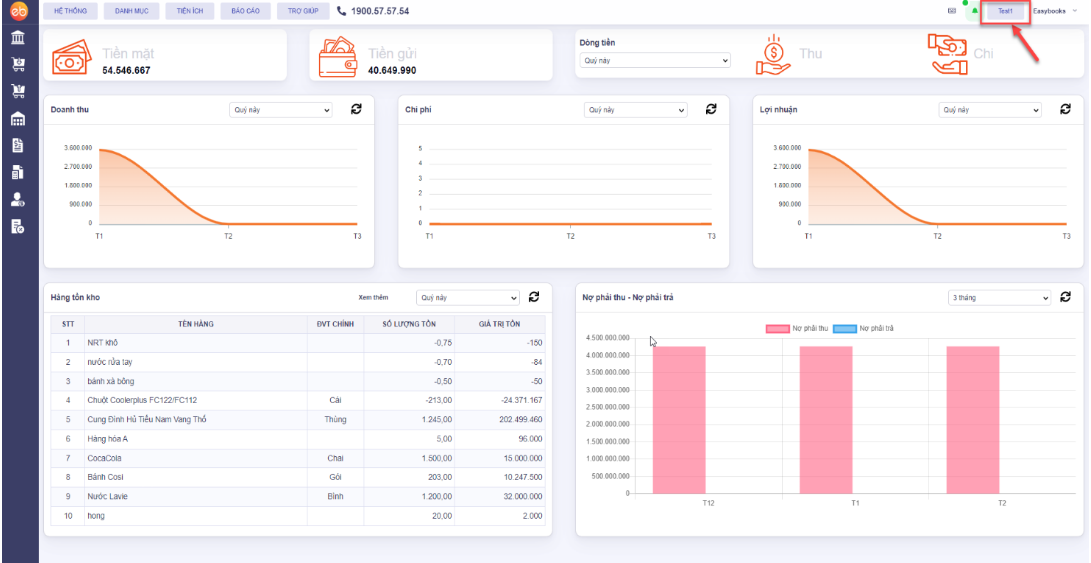 eb HỆ THỐNG DANH MỤC TIỆN ÍCH BÁO CÁO TRỢ GIÚP 1900.57.57.54 Test1 Easybooks
Tiền mặt
54.546.667
Tiền gửi
40.649.990
Dòng tiền
Quý này
Thu
Chi
Doanh thu Quý này
3.600.000
2.700.000
1.800.000
900.000
0
T1 T2 T3
Chi phí Quý này
5
4
3
2
1
0
T1 T2 T3
Lợi nhuận Quý này
3.600.000
2.700.000
1.800.000
900.000
0
T1 T2 T3
Hàng tồn kho Xem thêm Quý này
STT TÊN HÀNG ĐVT CHÍNH SỐ LƯỢNG TỒN GIÁ TRỊ TỒN
1 NRT khô -0,75 -150
2 nước rửa tay -0,70 -84
3 bánh xà bông -0,50 -50
4 Chuột Coolerplus FC122/FC112 Cái -213,00 -24.371.167
5 Cung Đình Hủ Tiếu Nam Vang Thố Thùng 1.245,00 202.499.460
6 Hàng hóa A 5,00 96.000
7 CocaCola Chai 1.500,00 15.000.000
8 Bánh Cosi Gói 203,00 10.247.500
9 Nước Lavie Bình 1.200,00 32.000.000
10 hong 20,00 2.000
Nợ phải thu - Nợ phải trả 3 tháng
Nợ phải thu Nợ phải trả
4.500.000.000
4.000.000.000
3.500.000.000
3.000.000.000
2.500.000.000
2.000.000.000
1.500.000.000
1.000.000.000
500.000.000
0
T12 T1 T2